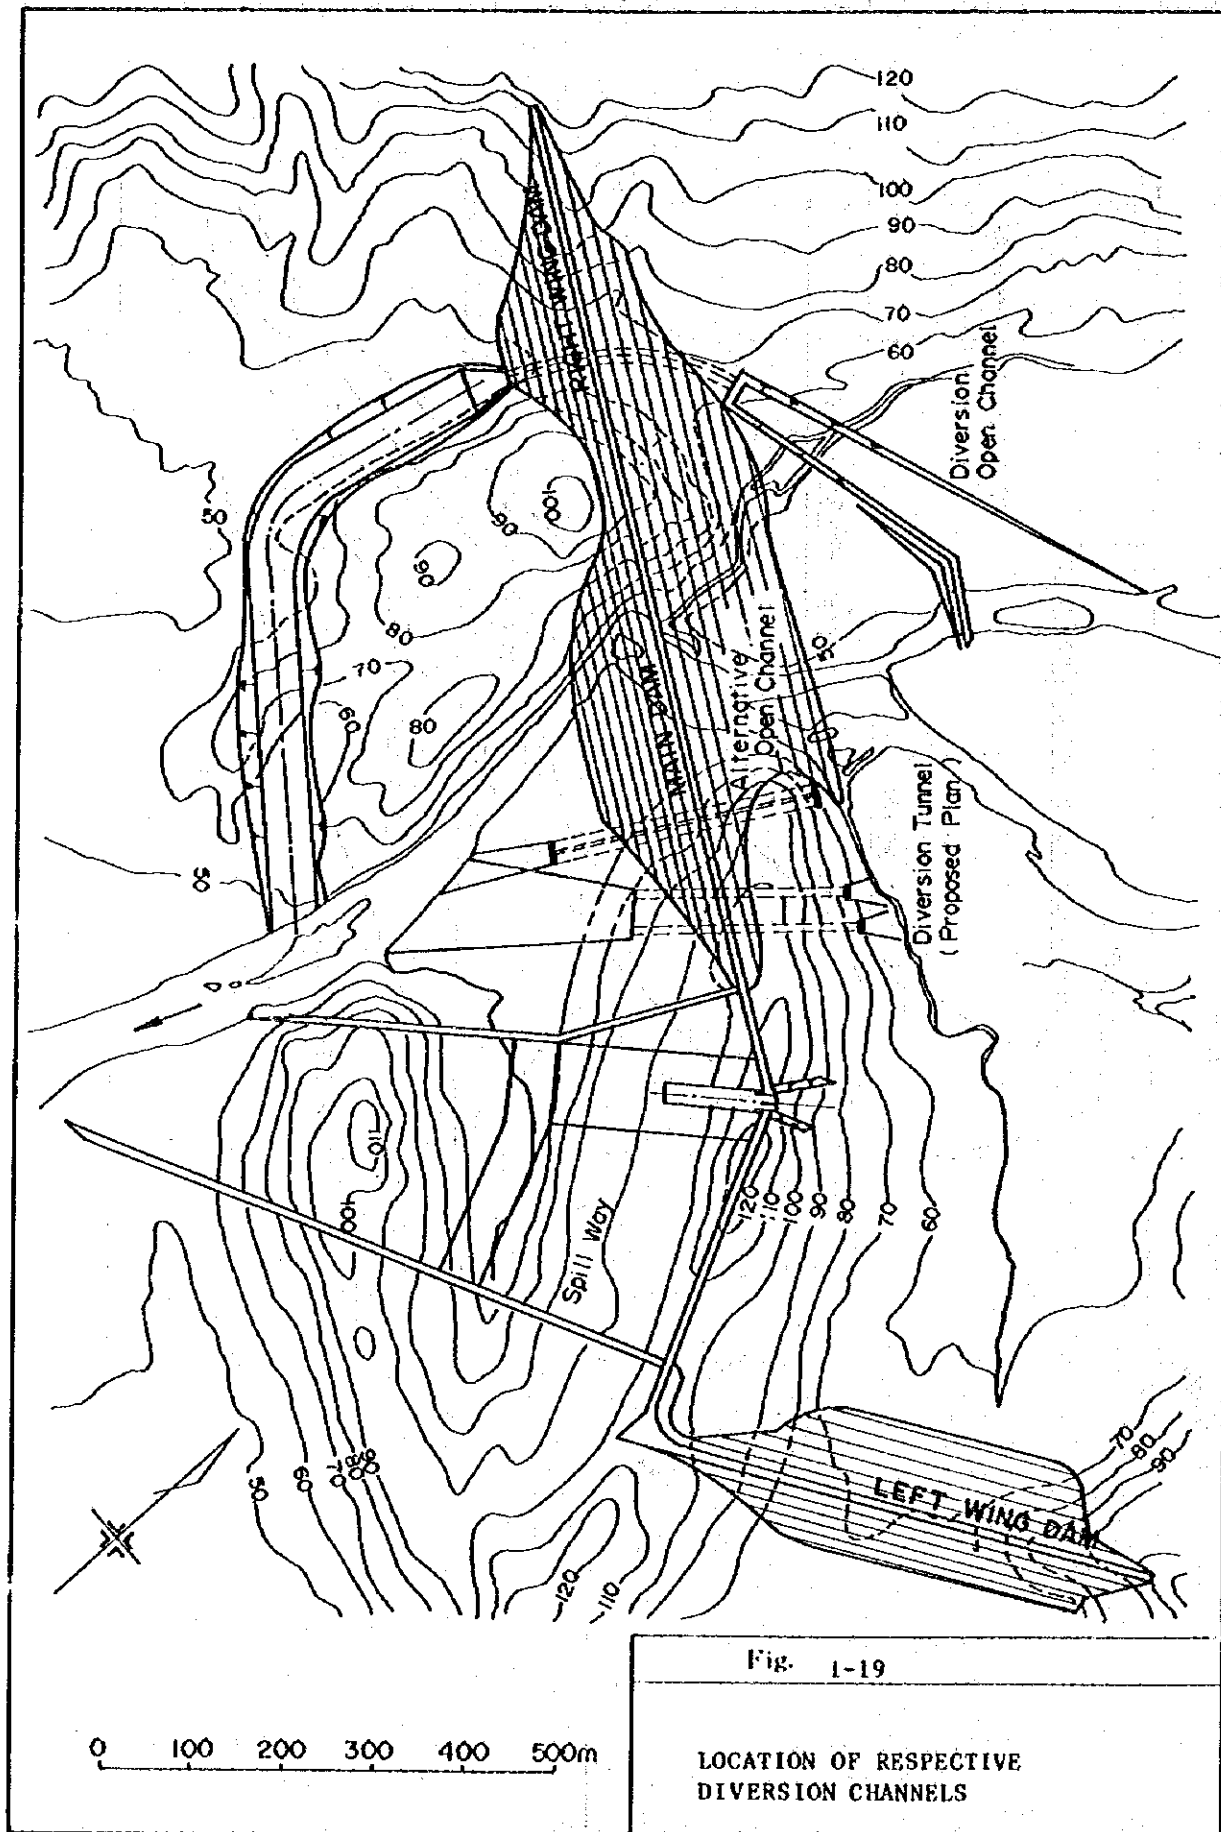 120
110
100
90
80
70
60
RIGHT WING DAM
Diversion
Open Channel
50
100
90
90
80
70
60
80
MAIN DAM
Alternative
Open Channel
50
Diversion Tunnel
( Proposed Plan )
50
110
100
Spill Way
120
110
100
90
80
70
60
50
60
70
80
90
120
110
70
80
90
LEFT WING DAM
0 100 200 300 400 500m
Fig. 1-19
LOCATION OF RESPECTIVE
DIVERSION CHANNELS